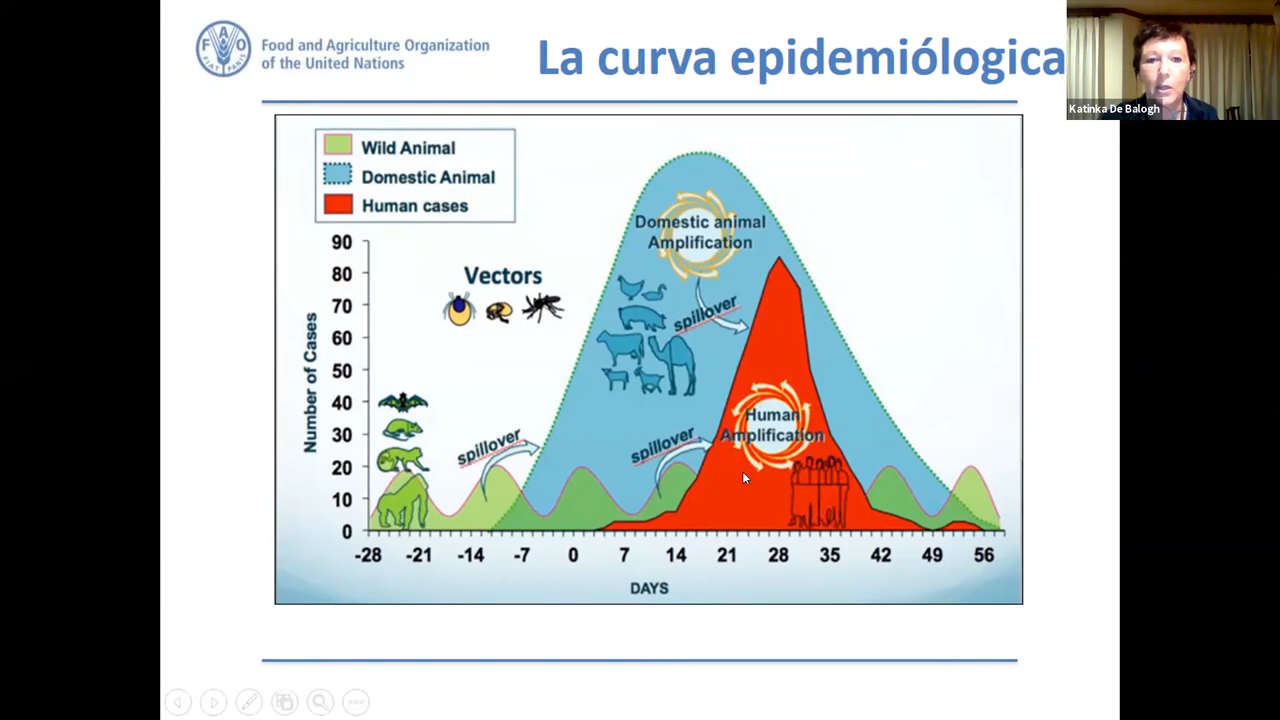 Food and Agriculture Organization
of the United Nations
La curva epidemiólogica
Katinka De Balogh
Wild Animal
Domestic Animal
Human cases
Vectors
Domestic animal
Amplification
spillover
Human
Amplification
spillover
spillover
Number of Cases
90
80
70
60
50
40
30
20
10
0
-28 -21 -14 -7 0 7 14 21 28 35 42 49 56
DAYS